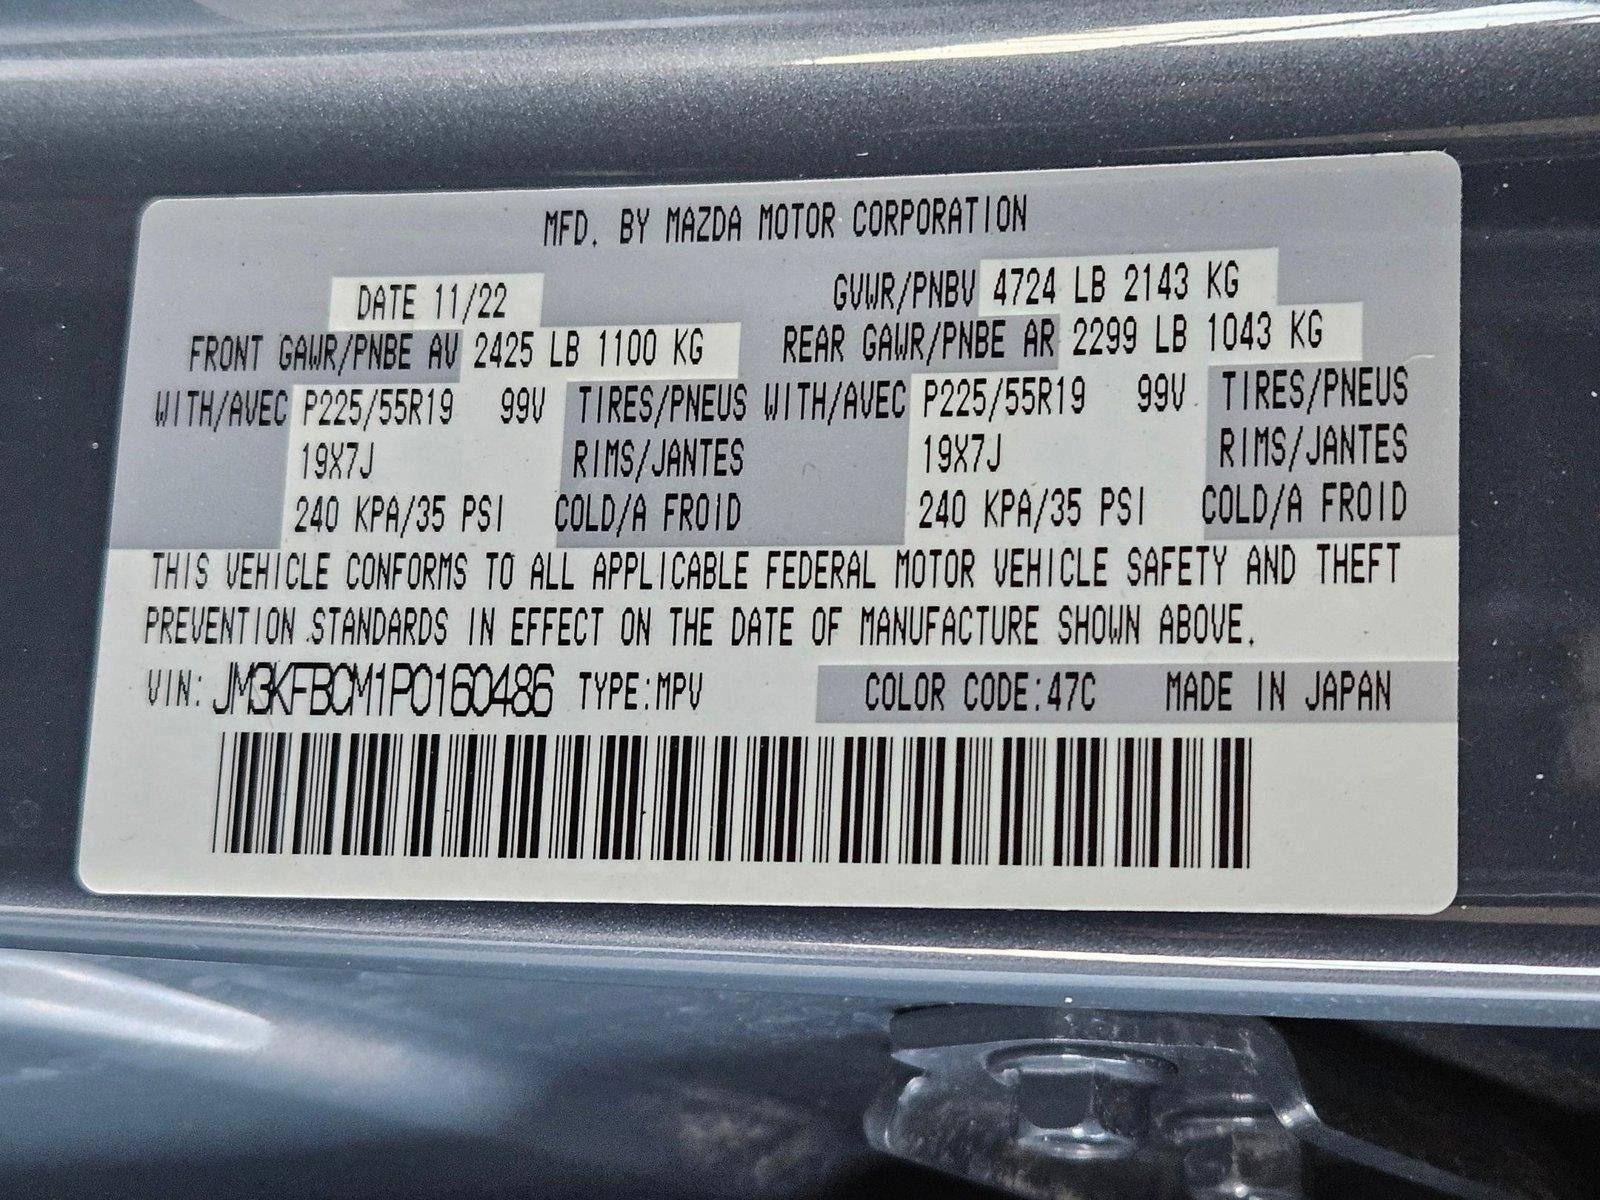 MFD. BY MAZDA MOTOR CORPORATION
DATE 11/22 GVWR/PNBV 4724 LB 2143 KG
FRONT GAWR/PNBE AV 2425 LB 1100 KG REAR GAWR/PNBE AR 2299 LB 1043 KG
WITH/AVEC P225/55R19 99V TIRES/PNEUS WITH/AVEC P225/55R19 99V TIRES/PNEUS
19X7J RIMS/JANTES 19X7J RIMS/JANTES
240 KPA/35 PSI COLD/A FROID 240 KPA/35 PSI COLD/A FROID
THIS VEHICLE CONFORMS TO ALL APPLICABLE FEDERAL MOTOR VEHICLE SAFETY AND THEFT
PREVENTION STANDARDS IN EFFECT ON THE DATE OF MANUFACTURE SHOWN ABOVE.
VIN: JM3KFBCM1P0160486 TYPE:MPV COLOR CODE:47C MADE IN JAPAN